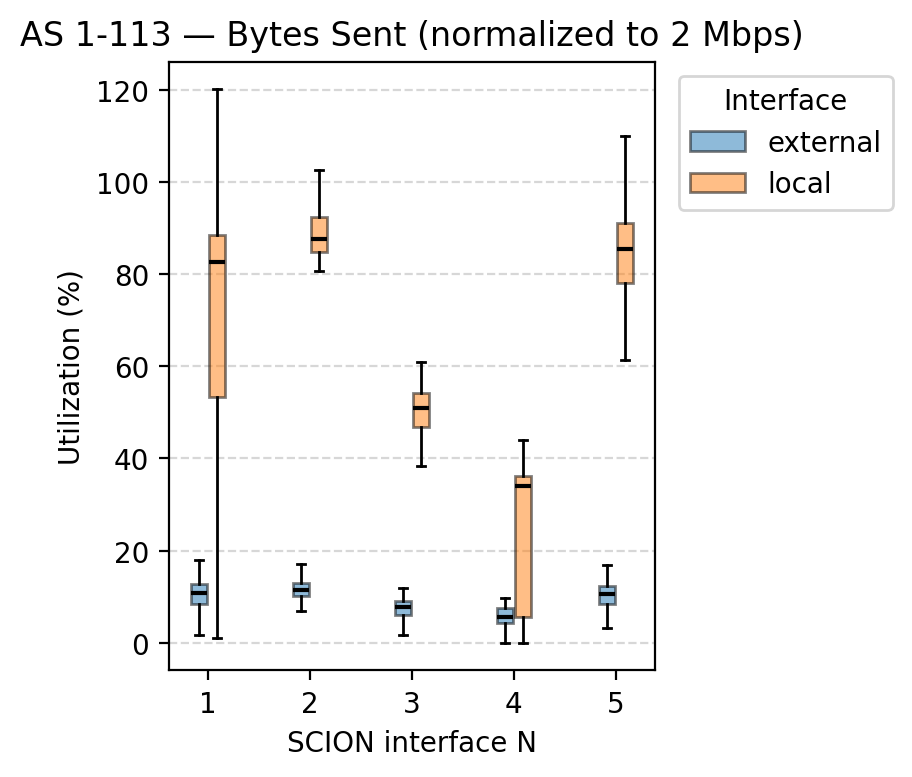 AS 1-113 — Bytes Sent (normalized to 2 Mbps)
Interface
external
local
Utilization (%)
120
100
80
60
40
20
0
1 2 3 4 5
SCION interface N